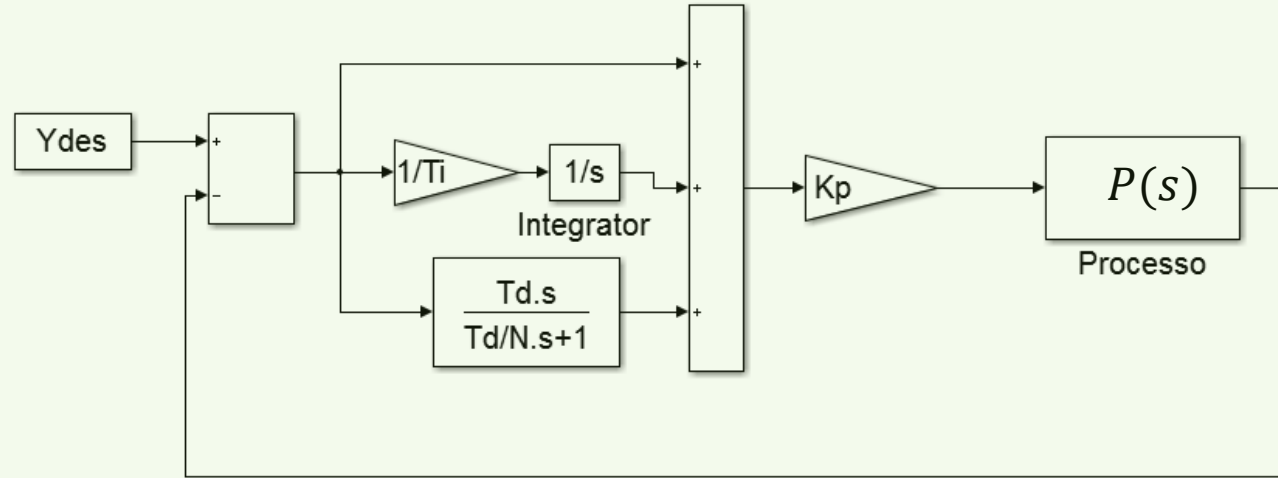 Ydes
+
−
1/Ti
1/s
Integrator
Td.s
Td/N.s+1
+
+
+
Kp
P(s)
Processo